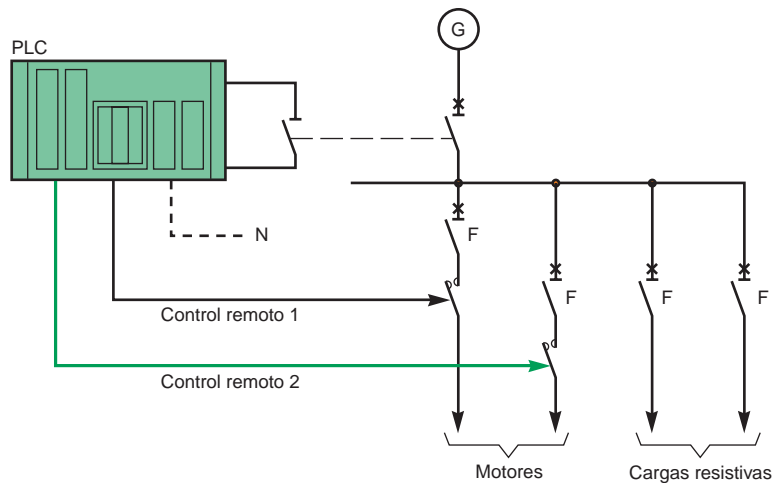 G
PLC
F
N
F
F
F
Control remoto 1
Control remoto 2
Motores
Cargas resistivas